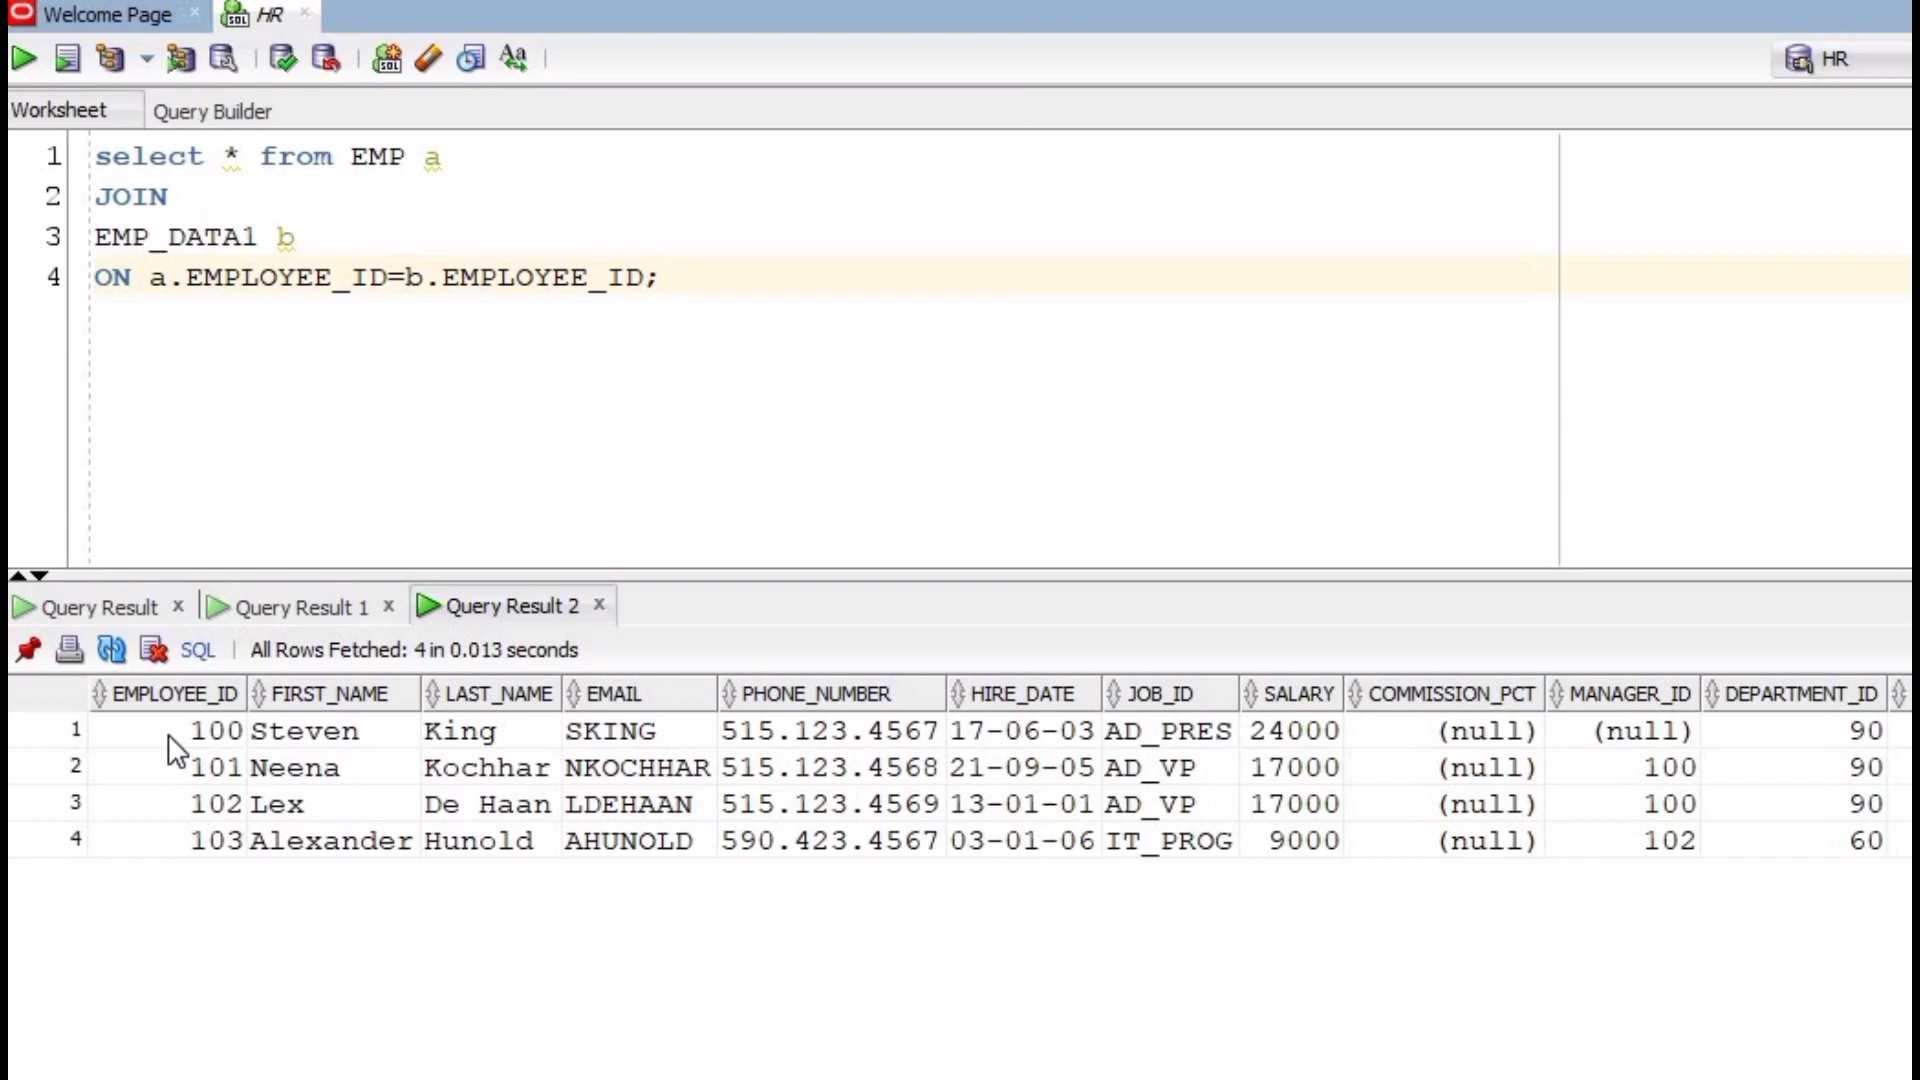 Welcome Page × HR ×
HR
Worksheet Query Builder
1 select * from EMP a
2 JOIN
3 EMP_DATA1 b
4 ON a.EMPLOYEE_ID=b.EMPLOYEE_ID;
Query Result × Query Result 1 × Query Result 2 ×
SQL | All Rows Fetched: 4 in 0.013 seconds
EMPLOYEE_ID FIRST_NAME LAST_NAME EMAIL PHONE_NUMBER HIRE_DATE JOB_ID SALARY COMMISSION_PCT MANAGER_ID DEPARTMENT_ID
1 100 Steven King SKING 515.123.4567 17-06-03 AD_PRES 24000 (null) (null) 90
2 101 Neena Kochhar NKOCHHAR 515.123.4568 21-09-05 AD_VP 17000 (null) 100 90
3 102 Lex De Haan LDEHAAN 515.123.4569 13-01-01 AD_VP 17000 (null) 100 90
4 103 Alexander Hunold AHUNOLD 590.423.4567 03-01-06 IT_PROG 9000 (null) 102 60